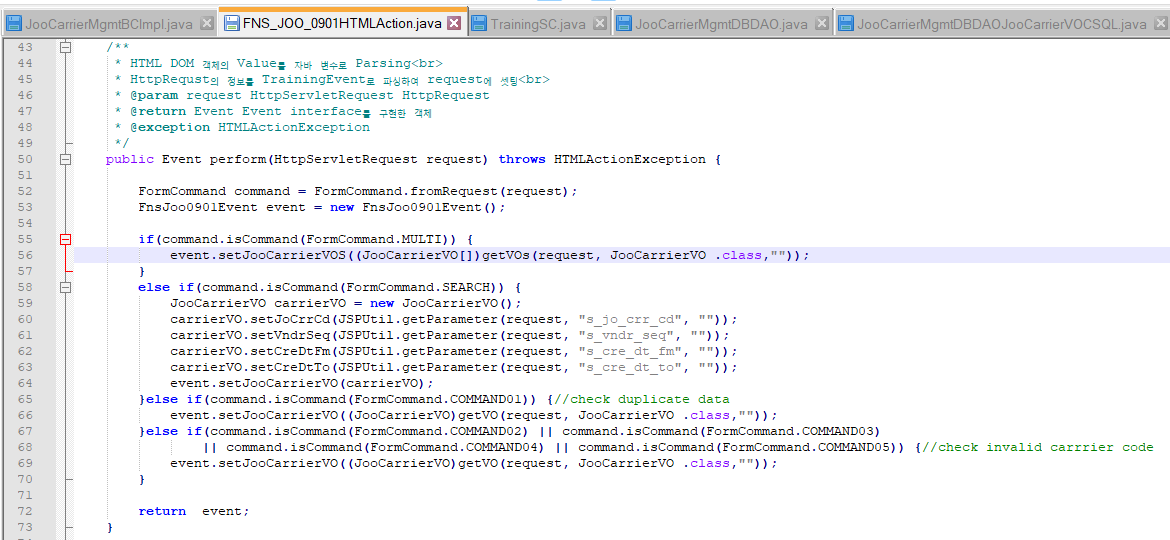 JooCarrierMgmtBCImpl.java FNS_JOO_0901HTMLAction.java TrainingSC.java JooCarrierMgmtDBDAO.java JooCarrierMgmtDBDAOJooCarrierVOCSQL.java
43 /**
44 * HTML DOM 객체의 Value를 자바 변수로 Parsing<br>
45 * HttpRequst의 정보를 TrainingEvent로 파싱하여 request에 셋팅<br>
46 * @param request HttpServletRequest HttpRequest
47 * @return Event Event interface를 구현한 객체
48 * @exception HTMLActionException
49 */
50 public Event perform(HttpServletRequest request) throws HTMLActionException {
51
52 FormCommand command = FormCommand.fromRequest(request);
53 FnsJoo0901Event event = new FnsJoo0901Event();
54
55 if(command.isCommand(FormCommand.MULTI)) {
56 event.setJooCarrierVOS((JooCarrierVO[])getVOs(request, JooCarrierVO .class,""));
57 }
58 else if(command.isCommand(FormCommand.SEARCH)) {
59 JooCarrierVO carrierVO = new JooCarrierVO();
60 carrierVO.setJoCrrCd(JSPUtil.getParameter(request, "s_jo_crr_cd", ""));
61 carrierVO.setVndrSeq(JSPUtil.getParameter(request, "s_vndr_seq", ""));
62 carrierVO.setCreDtFm(JSPUtil.getParameter(request, "s_cre_dt_fm", ""));
63 carrierVO.setCreDtTo(JSPUtil.getParameter(request, "s_cre_dt_to", ""));
64 event.setJooCarrierVO(carrierVO);
65 }else if(command.isCommand(FormCommand.COMMAND01)) {//check duplicate data
66 event.setJooCarrierVO((JooCarrierVO)getVO(request, JooCarrierVO .class,""));
67 }else if(command.isCommand(FormCommand.COMMAND02) || command.isCommand(FormCommand.COMMAND03)
68 || command.isCommand(FormCommand.COMMAND04) || command.isCommand(FormCommand.COMMAND05)) {//check invalid carrrier code
69 event.setJooCarrierVO((JooCarrierVO)getVO(request, JooCarrierVO .class,""));
70 }
71
72 return event;
73 }